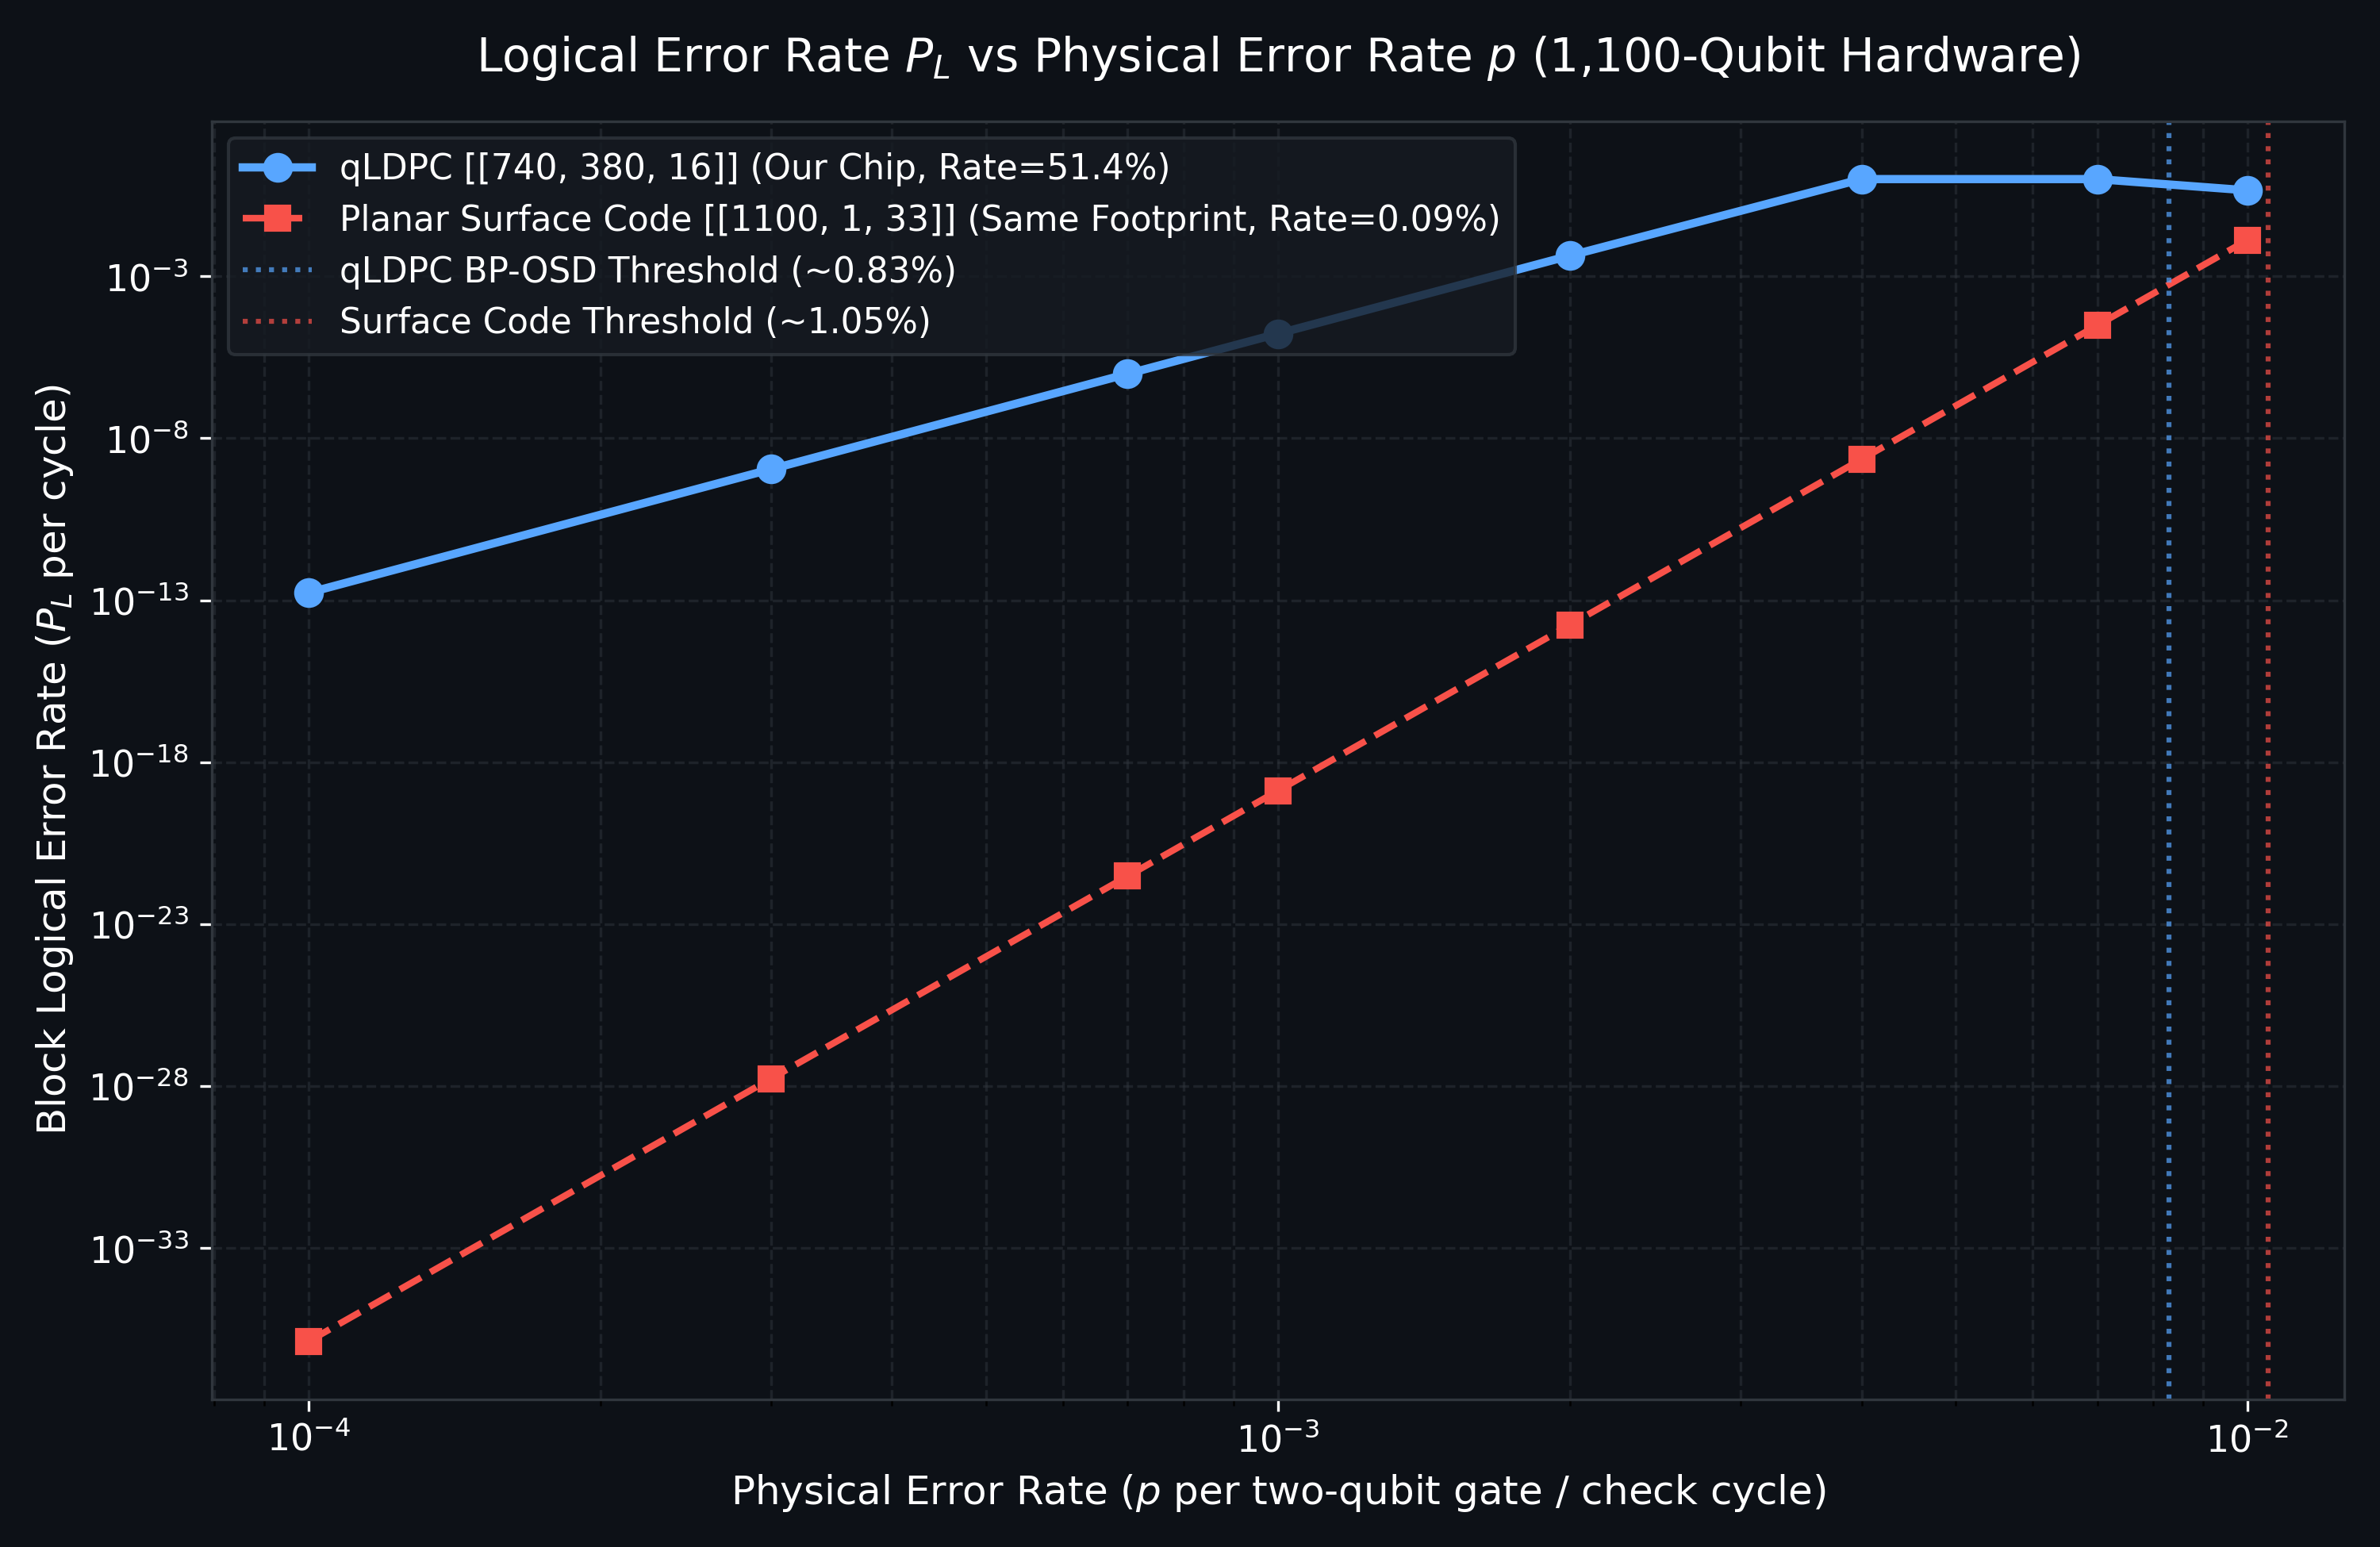 Logical Error Rate P_L vs Physical Error Rate p (1,100-Qubit Hardware)
qLDPC [[740, 380, 16]] (Our Chip, Rate=51.4%)
Planar Surface Code [[1100, 1, 33]] (Same Footprint, Rate=0.09%)
qLDPC BP-OSD Threshold (~0.83%)
Surface Code Threshold (~1.05%)
Block Logical Error Rate (P_L per cycle)
10^−3
10^−8
10^−13
10^−18
10^−23
10^−28
10^−33
10^−4
10^−3
10^−2
Physical Error Rate (p per two-qubit gate / check cycle)